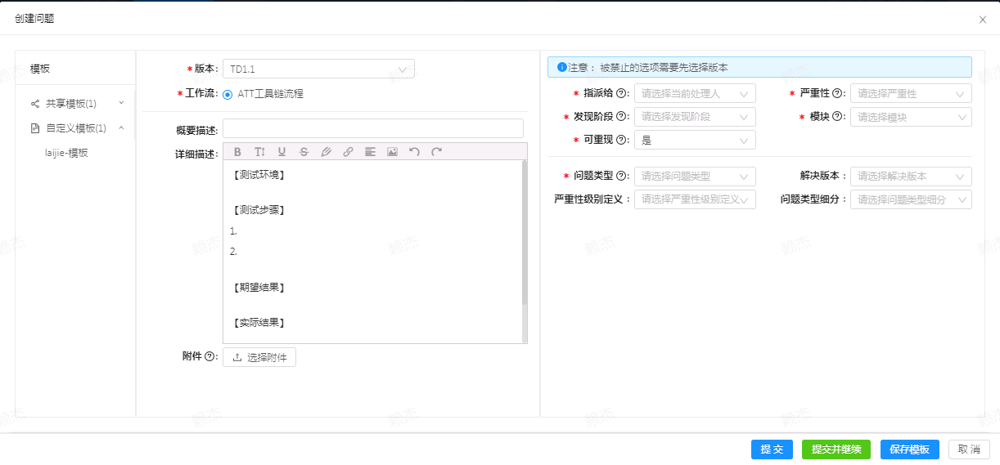 创建问题
模板
共享模板(1)
自定义模板(1)
laijie-模板
* 版本: TD1.1
* 工作流: ATT工具链流程
概要描述:
详细描述:
【测试环境】
【测试步骤】
1.
2.
【期望结果】
【实际结果】
附件 : 选择附件
注意： 被禁止的选项需要先选择版本
* 指派给 : 请选择当前处理人
* 严重性 : 请选择严重性
* 发现阶段 : 请选择发现阶段
* 模块 : 请选择模块
* 可重现 : 是
* 问题类型 : 请选择问题类型
解决版本 : 请选择解决版本
严重性级别定义 : 请选择严重性级别定义
问题类型细分 : 请选择问题类型细分
提 交
提交并继续
保存模板
取 消
赖杰